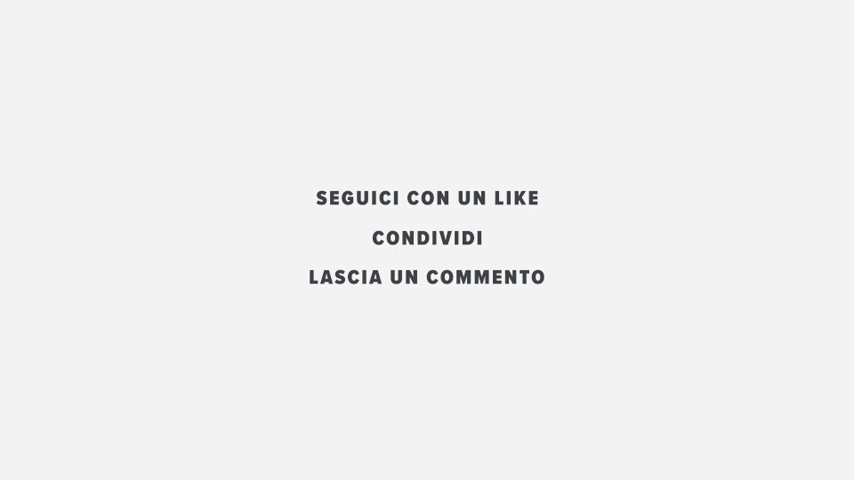 SEGUICI CON UN LIKE
CONDIVIDI
LASCIA UN COMMENTO